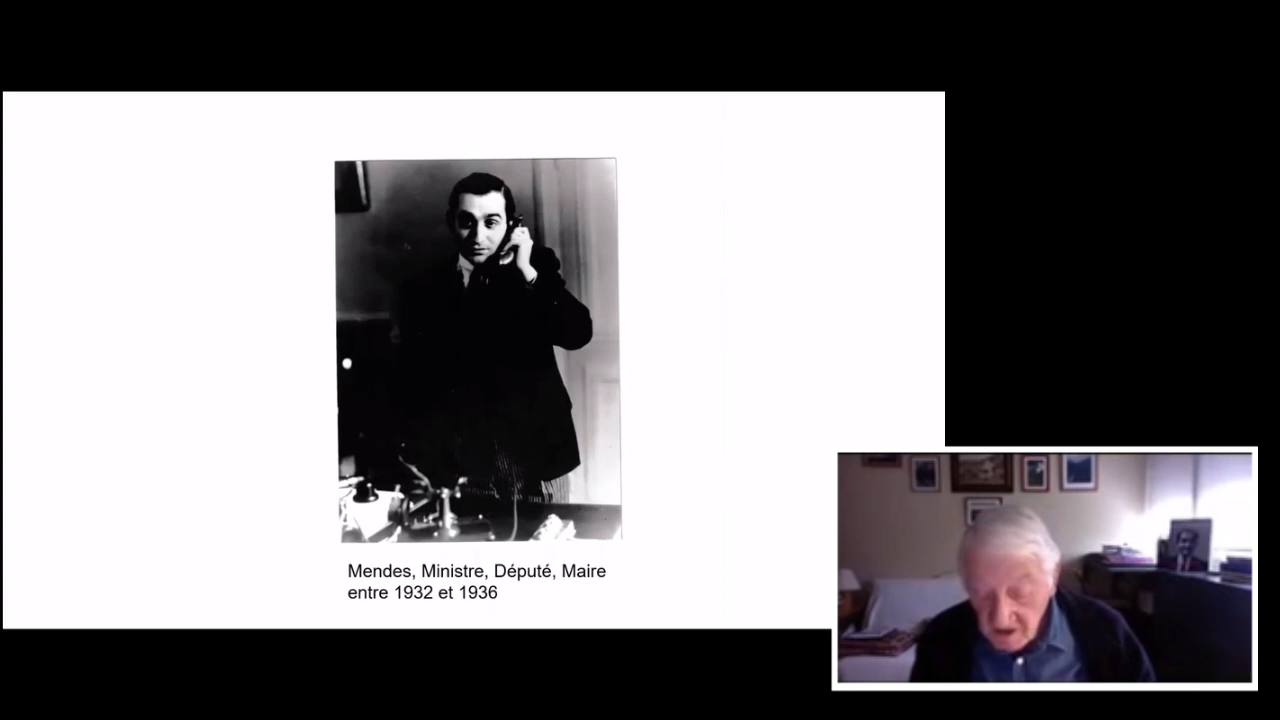 Mendes, Ministre, Député, Maire
entre 1932 et 1936